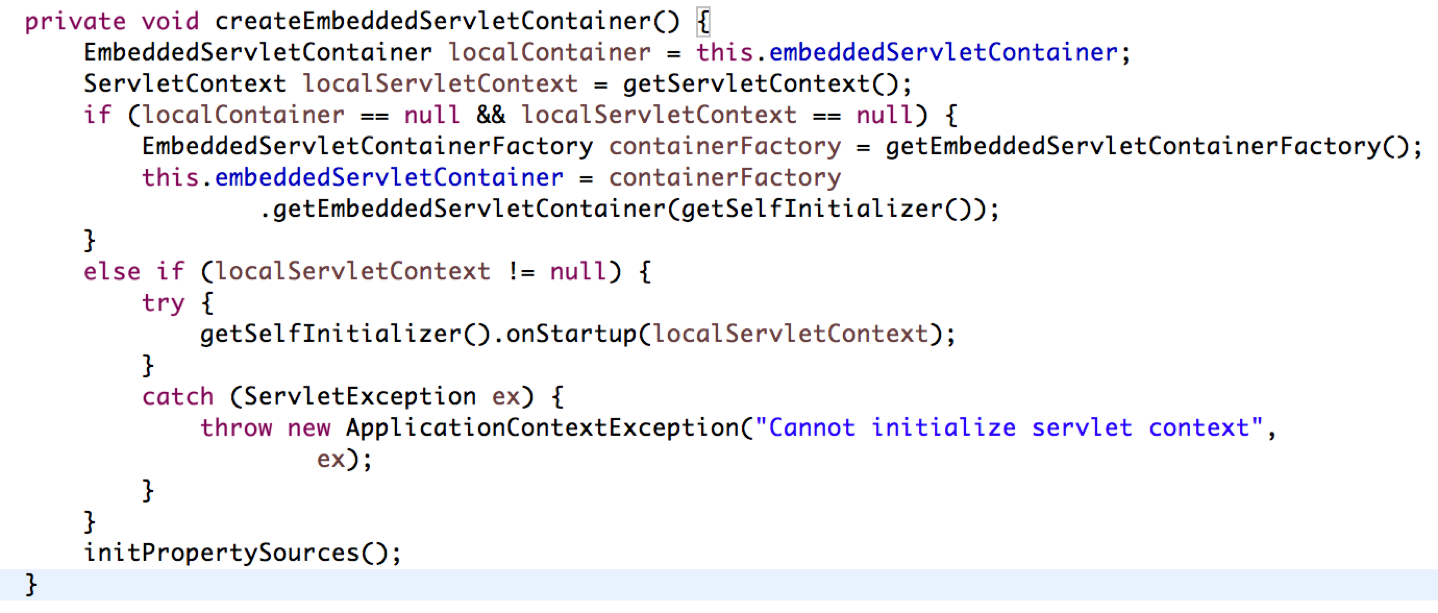 private void createEmbeddedServletContainer() {
    EmbeddedServletContainer localContainer = this.embeddedServletContainer;
    ServletContext localServletContext = getServletContext();
    if (localContainer == null && localServletContext == null) {
        EmbeddedServletContainerFactory containerFactory = getEmbeddedServletContainerFactory();
        this.embeddedServletContainer = containerFactory
                .getEmbeddedServletContainer(getSelfInitializer());
    }
    else if (localServletContext != null) {
        try {
            getSelfInitializer().onStartup(localServletContext);
        }
        catch (ServletException ex) {
            throw new ApplicationContextException("Cannot initialize servlet context",
                    ex);
        }
    }
    initPropertySources();
}